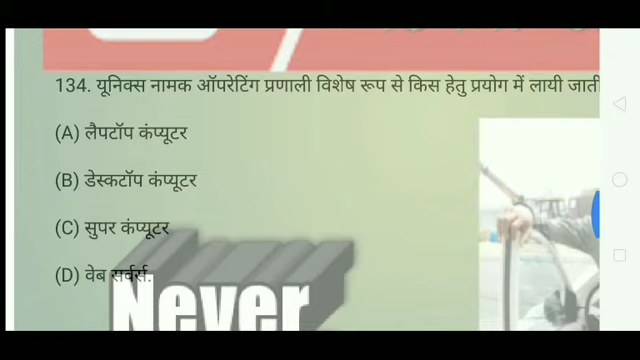 134. यूनिक्स नामक ऑपरेटिंग प्रणाली विशेष रूप से किस हेतु प्रयोग में लायी जाती
(A) लैपटॉप कंप्यूटर
(B) डेस्कटॉप कंप्यूटर
(C) सुपर कंप्यूटर
(D) वेब सर्वर्स.
Never